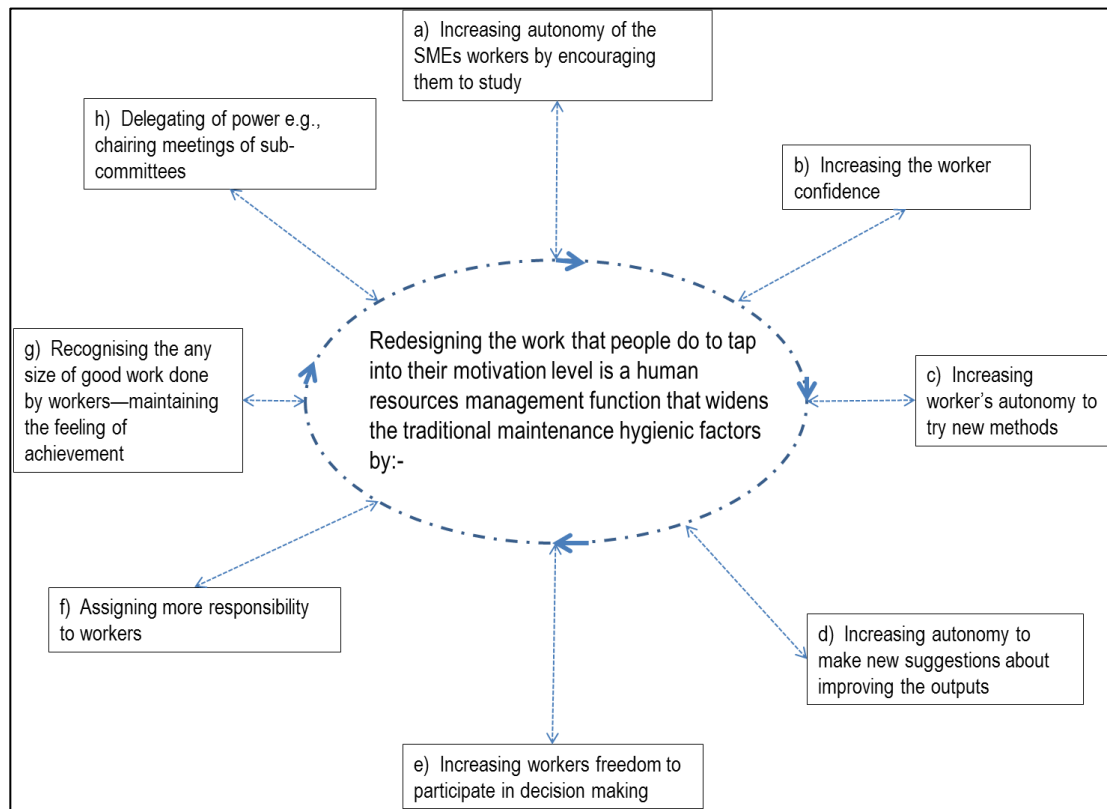 a) Increasing autonomy of the
SMEs workers by encouraging
them to study
h) Delegating of power e.g.,
chairing meetings of sub-
committees
b) Increasing the worker
confidence
Redesigning the work that people do to tap
into their motivation level is a human
resources management function that widens
the traditional maintenance hygienic factors
by:-
g) Recognising the any
size of good work done
by workers—maintaining
the feeling of
achievement
c) Increasing
worker’s autonomy to
try new methods
f) Assigning more responsibility
to workers
d) Increasing autonomy to
make new suggestions about
improving the outputs
e) Increasing workers freedom to
participate in decision making